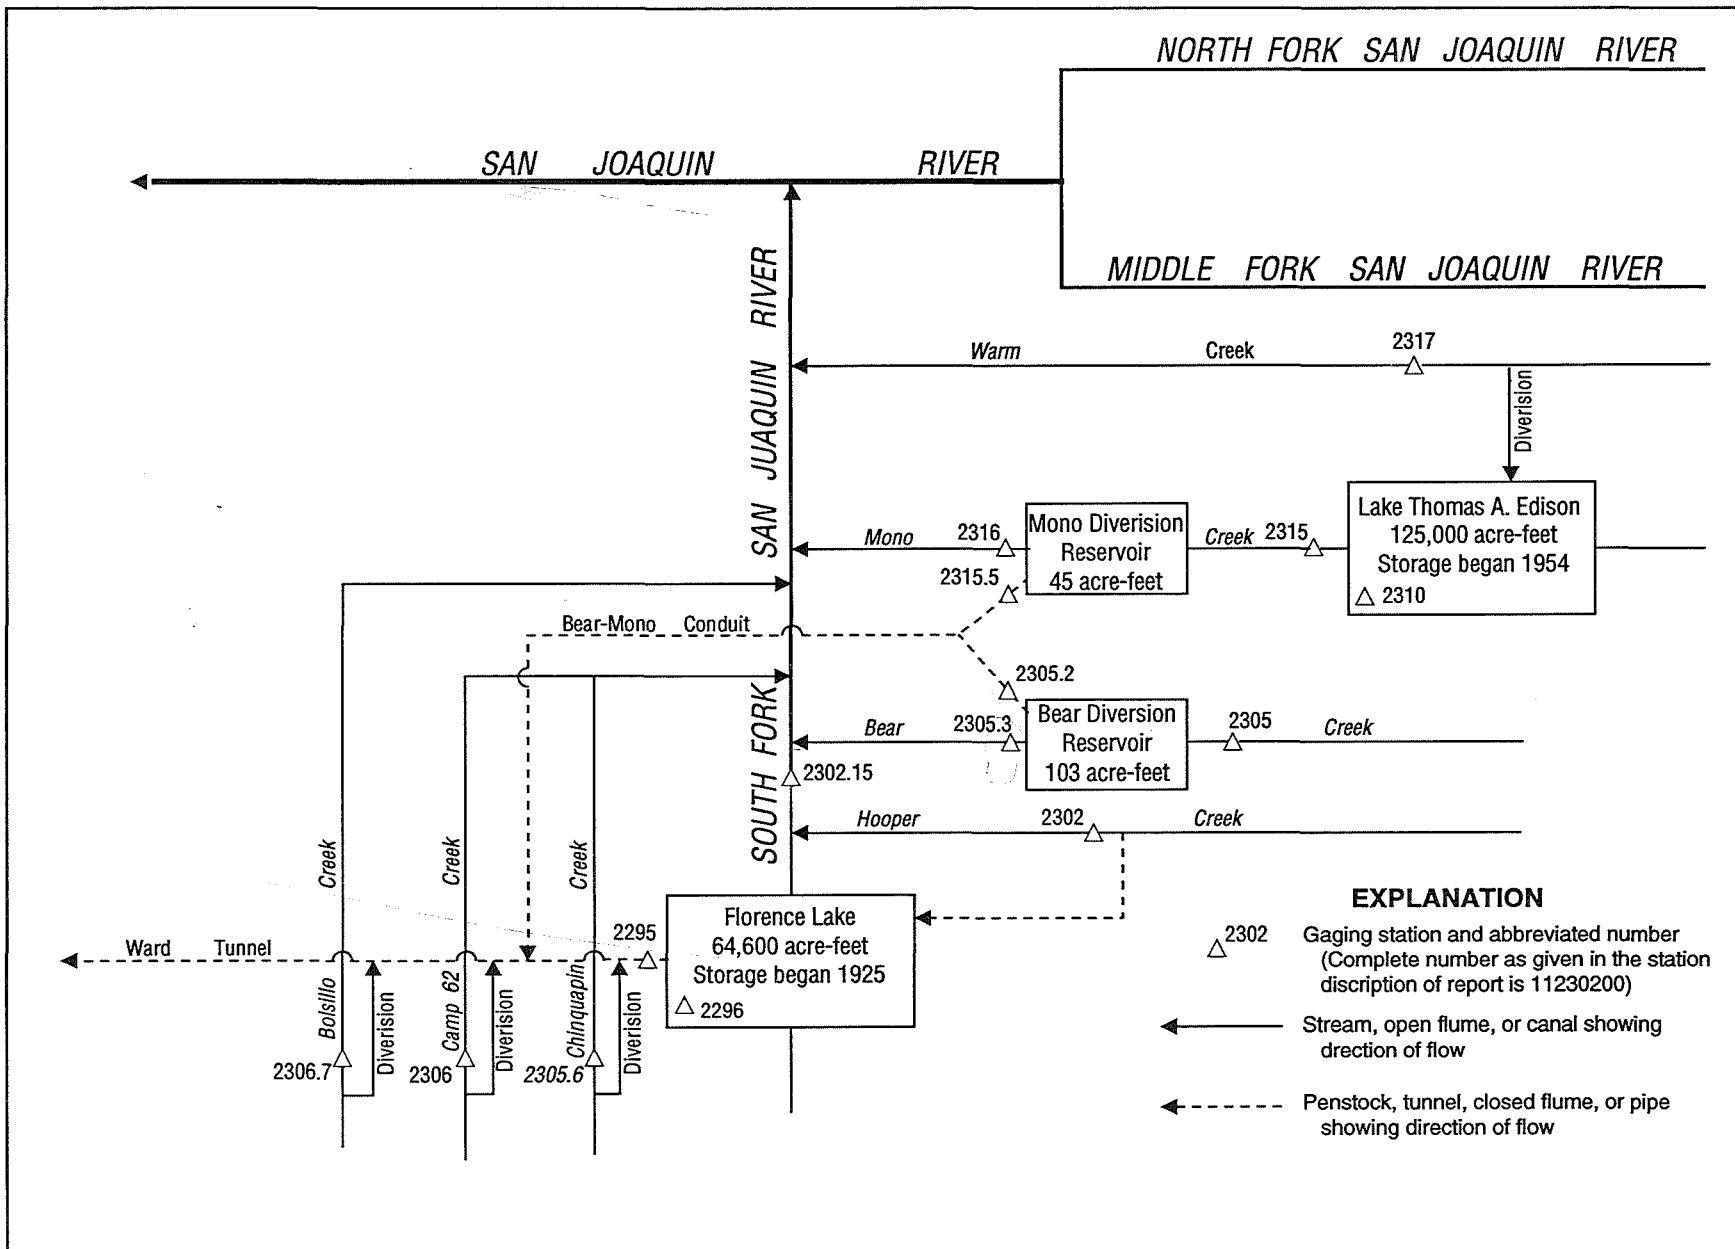 NORTH FORK SAN JOAQUIN RIVER
SAN JOAQUIN RIVER
MIDDLE FORK SAN JOAQUIN RIVER
SOUTH FORK SAN JUAQUIN RIVER
Warm Creek
2317
Diverision
Lake Thomas A. Edison
125,000 acre-feet
Storage began 1954
2310
Mono
2316
Mono Diverision
Reservoir
45 acre-feet
Creek
2315
2315.5
Bear-Mono Conduit
2305.2
Bear
2305.3
Bear Diversion
Reservoir
103 acre-feet
2305
Creek
2302.15
Hooper
2302
Creek
Florence Lake
64,600 acre-feet
Storage began 1925
2296
2295
Ward Tunnel
Bolsillo Creek
Camp 62 Creek
Chinquapin Creek
2306.7
Diverision
2306
Diverision
2305.6
Diverision
EXPLANATION
2302
Gaging station and abbreviated number
(Complete number as given in the station
discription of report is 11230200)
Stream, open flume, or canal showing
direction of flow
Penstock, tunnel, closed flume, or pipe
showing direction of flow